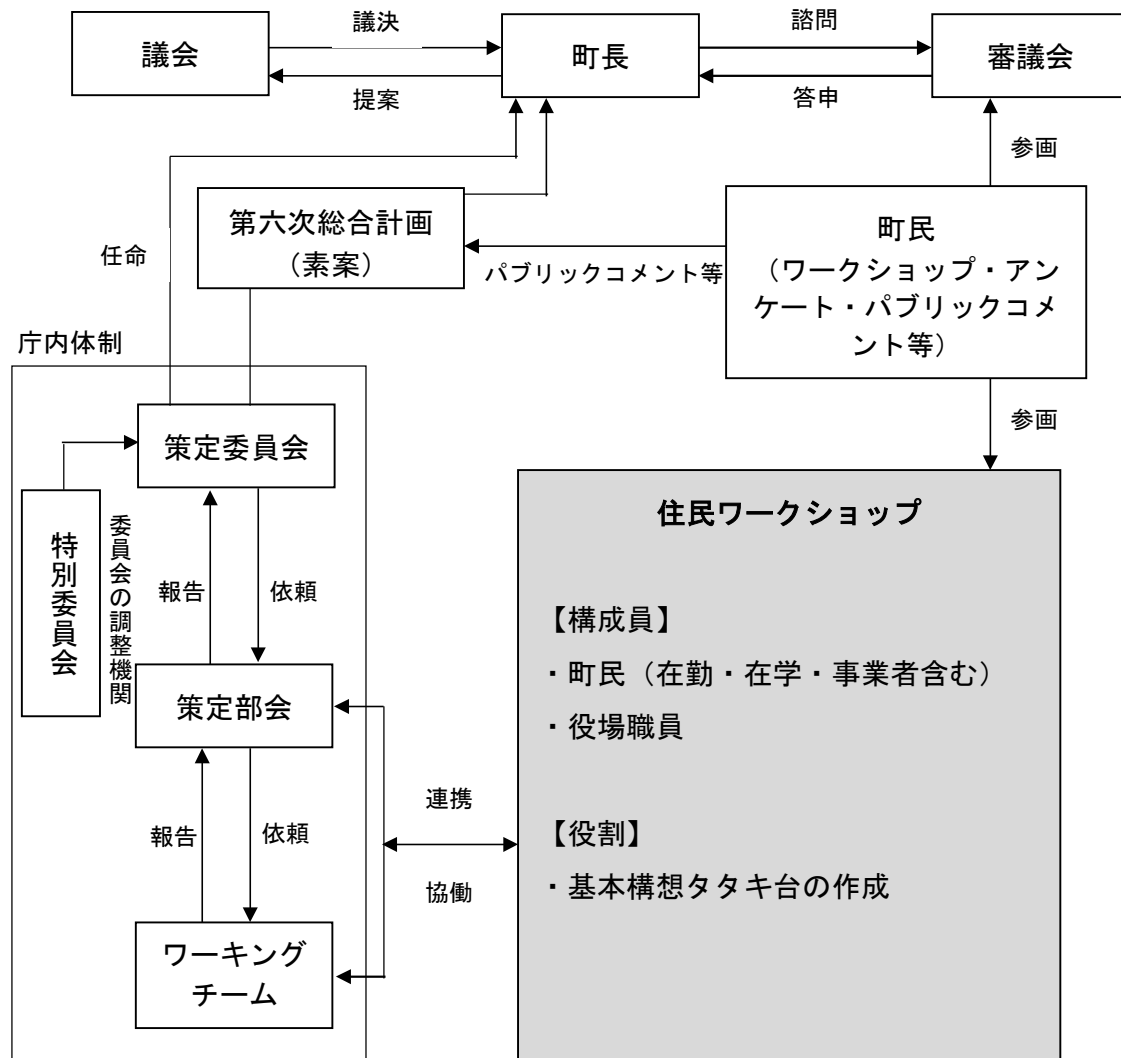 議決
諮問
議会
町長
審議会
提案
答申
参画
第六次総合計画
（素案）
町民
（ワークショップ・アン
ケート・パブリックコメ
ント等）
任命
パブリックコメント等
庁内体制
策定委員会
参画
特別委員会
委員会の調整機関
報告
依頼
策定部会
住民ワークショップ
【構成員】
・町民（在勤・在学・事業者含む）
・役場職員
連携
協働
【役割】
・基本構想タタキ台の作成
報告
依頼
ワーキング
チーム